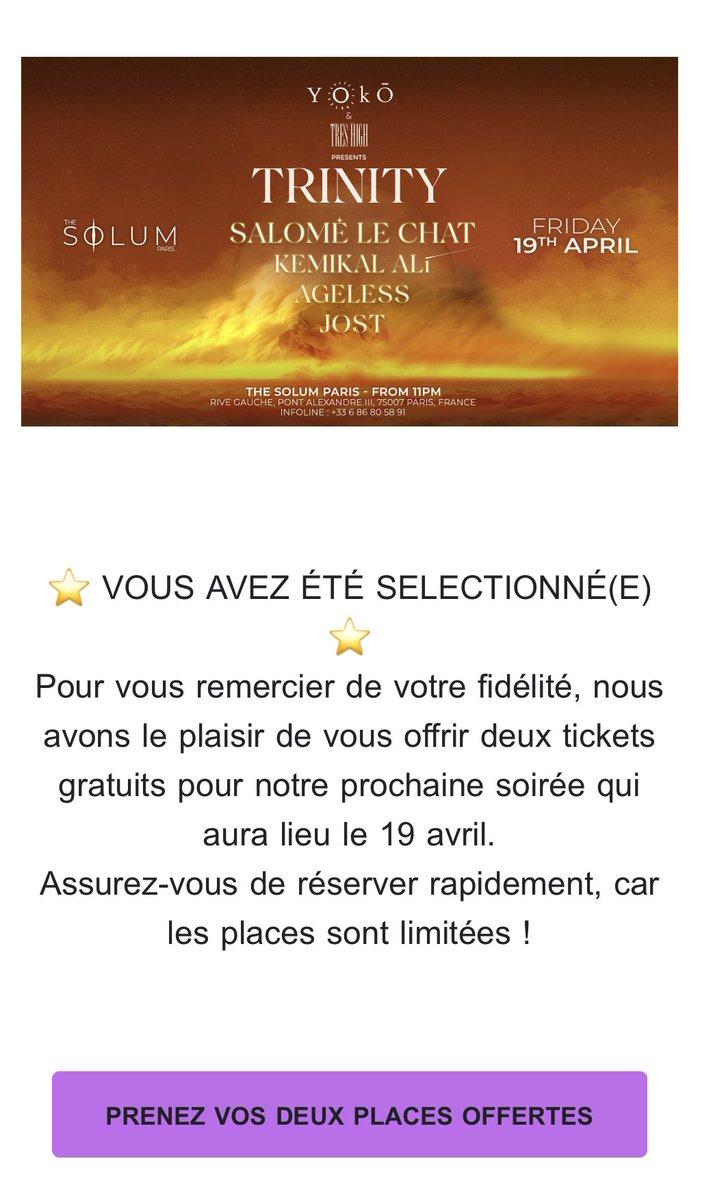 YOkŌ
&
TRES HIGH
PRESENTS
TRINITY
SALOMÉ LE CHAT
KEMIKAL ALi
AGELESS
JOST
THE
SOLUM
PARIS
FRIDAY
19TH APRIL
THE SOLUM PARIS - FROM 11PM
RIVE GAUCHE, PONT ALEXANDRE III, 75007 PARIS, FRANCE
INFOLINE : +33 6 86 80 58 91
⭐ VOUS AVEZ ÉTÉ SELECTIONNÉ(E)
⭐
Pour vous remercier de votre fidélité, nous
avons le plaisir de vous offrir deux tickets
gratuits pour notre prochaine soirée qui
aura lieu le 19 avril.
Assurez-vous de réserver rapidement, car
les places sont limitées !
PRENEZ VOS DEUX PLACES OFFERTES